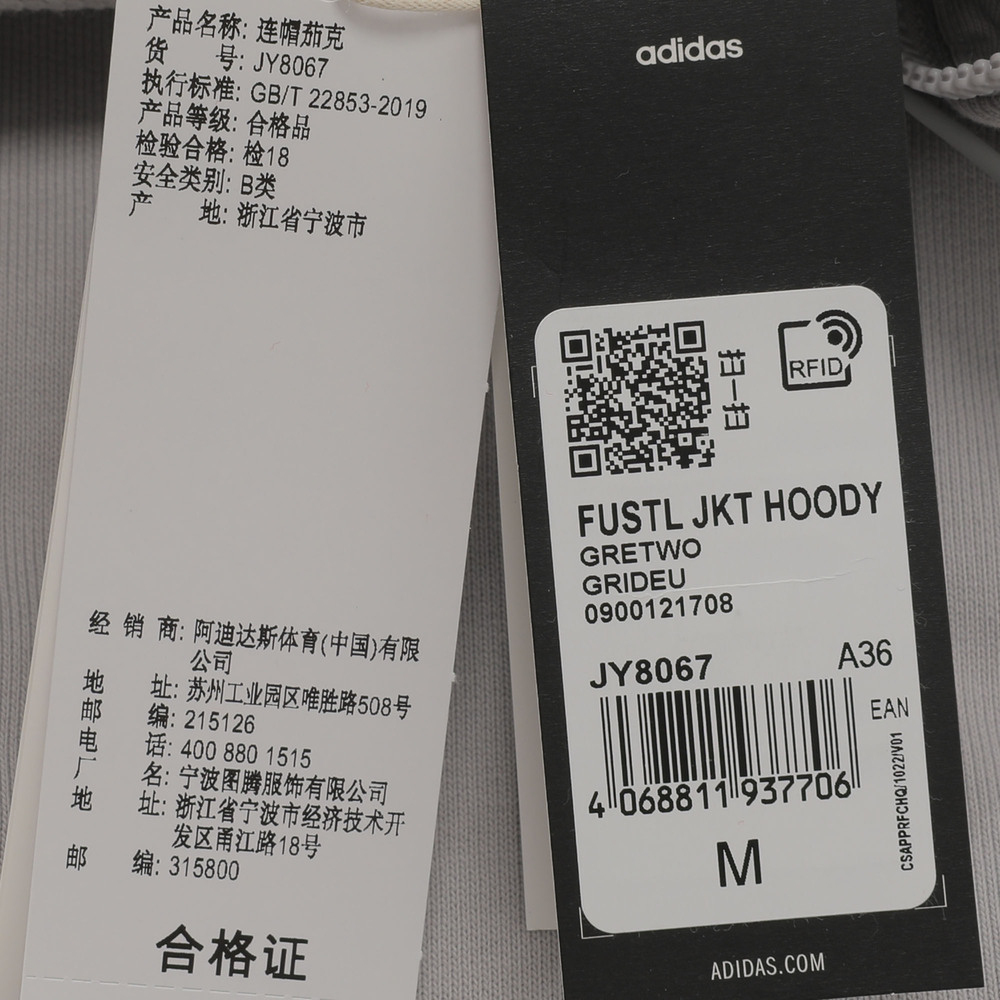 产品名称: 连帽茄克
货 号: JY8067
执行标准: GB/T 22853-2019
产品等级: 合格品
检验合格: 检18
安全类别: B类
产 地: 浙江省宁波市
经 销 商: 阿迪达斯体育(中国)有限
公司
地 址: 苏州工业园区唯胜路508号
邮 编: 215126
电 话: 400 880 1515
厂 名: 宁波图腾服饰有限公司
地 址: 浙江省宁波市经济技术开
发区甬江路18号
邮 编: 315800
合格证
adidas
扫一扫
RFID
FUSTL JKT HOODY
GRETWO
GRIDEU
0900121708
JY8067 A36
EAN
4 068811 937706
CSAPPRFCHQ/1022/V01
M
ADIDAS.COM